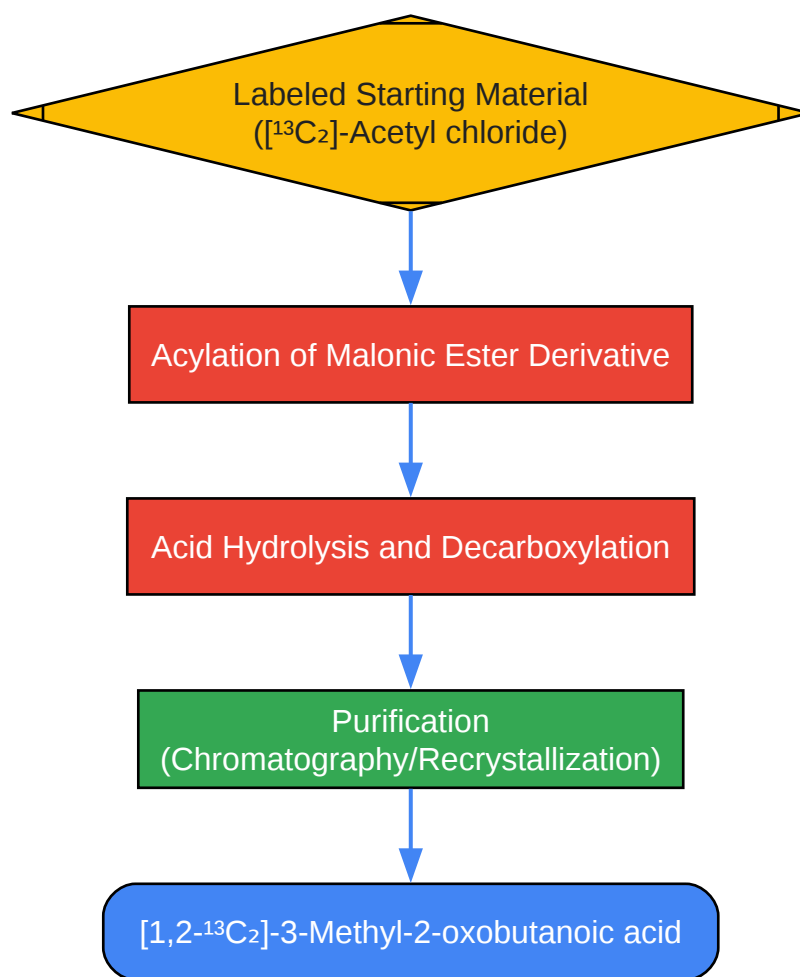 Labeled Starting Material
([¹³C₂]-Acetyl chloride)
Acylation of Malonic Ester Derivative
Acid Hydrolysis and Decarboxylation
Purification
(Chromatography/Recrystallization)
[1,2-¹³C₂]-3-Methyl-2-oxobutanoic acid